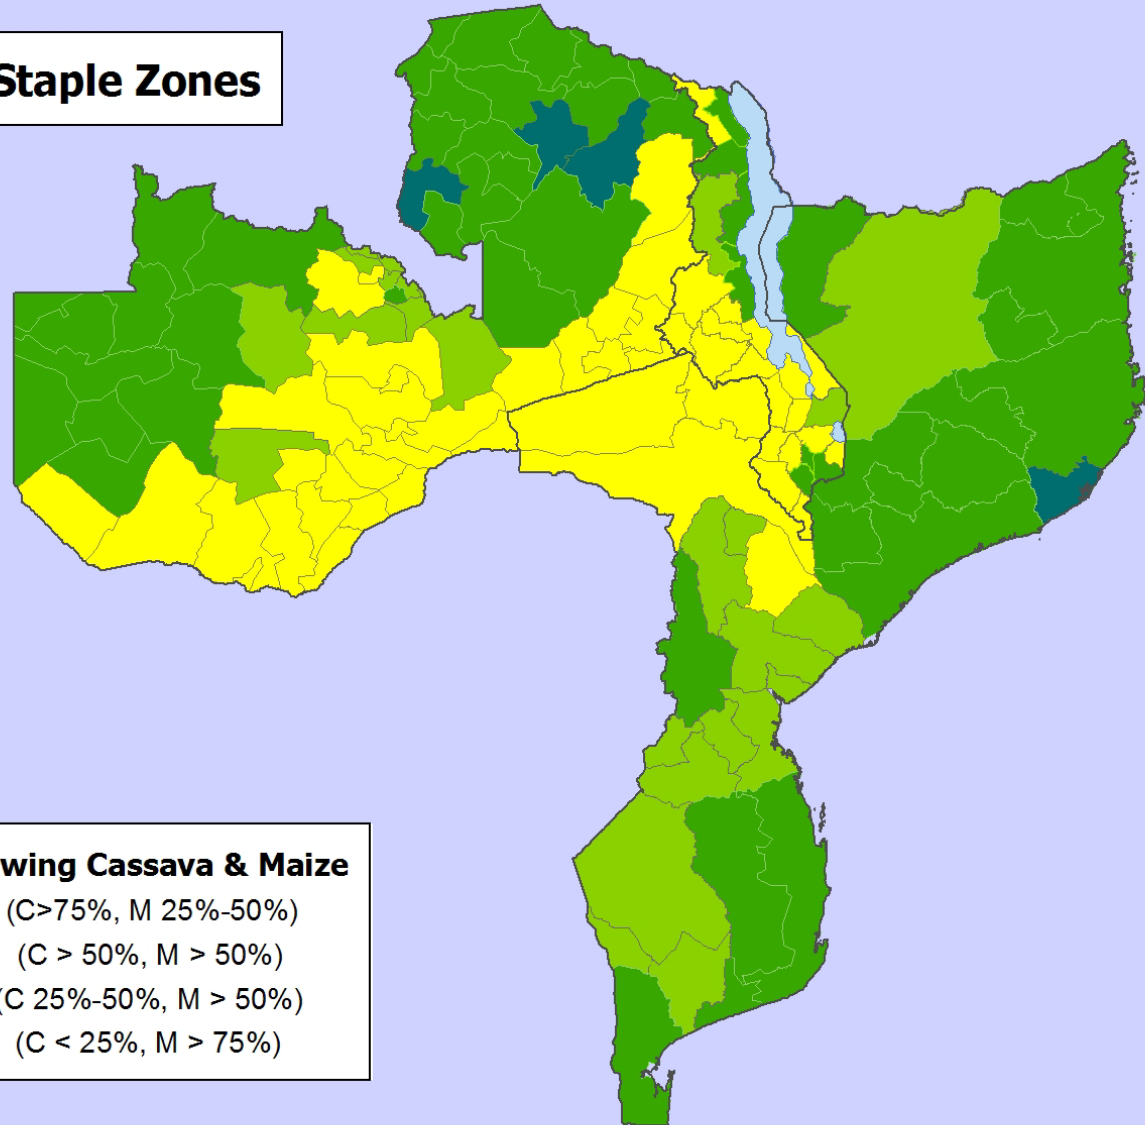 Staple Zones
wing Cassava & Maize
(C>75%, M 25%-50%)
(C > 50%, M > 50%)
(C 25%-50%, M > 50%)
(C < 25%, M > 75%)